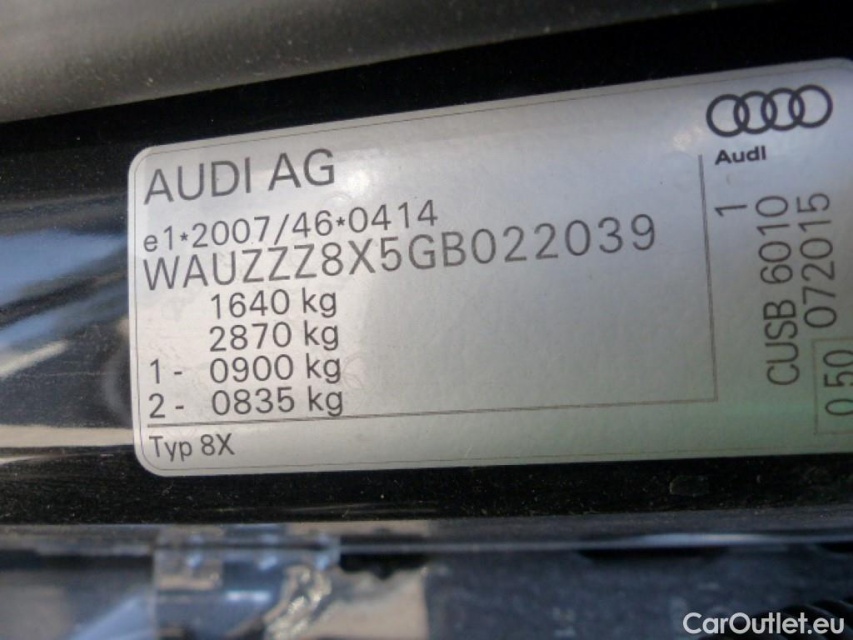 AUDI AG
e1*2007/46*0414
WAUZZZ8X5GB022039
1640 kg
2870 kg
1 - 0900 kg
2 - 0835 kg
Typ 8X
Audi
1
CUSB 6010
072015
0.50
CarOutlet.eu